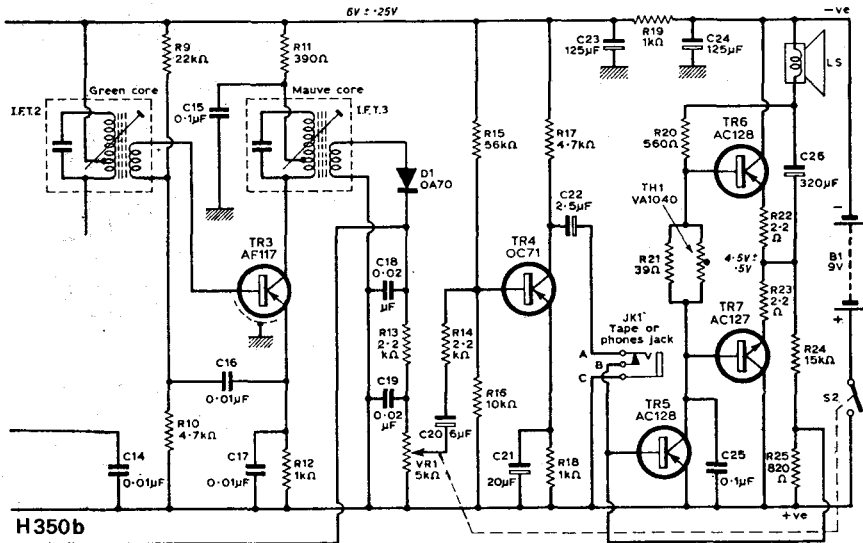 6V ± ·25V
-ve
R9
22kΩ
R11
390Ω
C23
125μF
R19
1kΩ
C24
125μF
LS
Green core
Mauve core
I.F.T.2
C15
0·1μF
I.F.T.3
R15
56kΩ
R17
4·7kΩ
R20
560Ω
TR6
AC128
C26
320μF
D1
OA70
C22
2·5μF
TH1
VA1040
R22
2·2
Ω
TR3
AF117
TR4
OC71
R21
39Ω
4·5V±
·5V
B1
9V
-
+
C18
0·02
μF
R23
2·2
Ω
R13
2·2
kΩ
R14
2·2
kΩ
JK1
Tape or
phones jack
TR7
AC127
A
B
C
R24
15kΩ
C16
0·01μF
C19
0·02
μF
R16
10kΩ
S2
R10
4·7kΩ
C20
6μF
TR5
AC128
C14
0·01μF
C17
0·01μF
R12
1kΩ
VR1
5kΩ
C21
20μF
R18
1kΩ
C25
0·1μF
R25
820
Ω
+ve
H350b